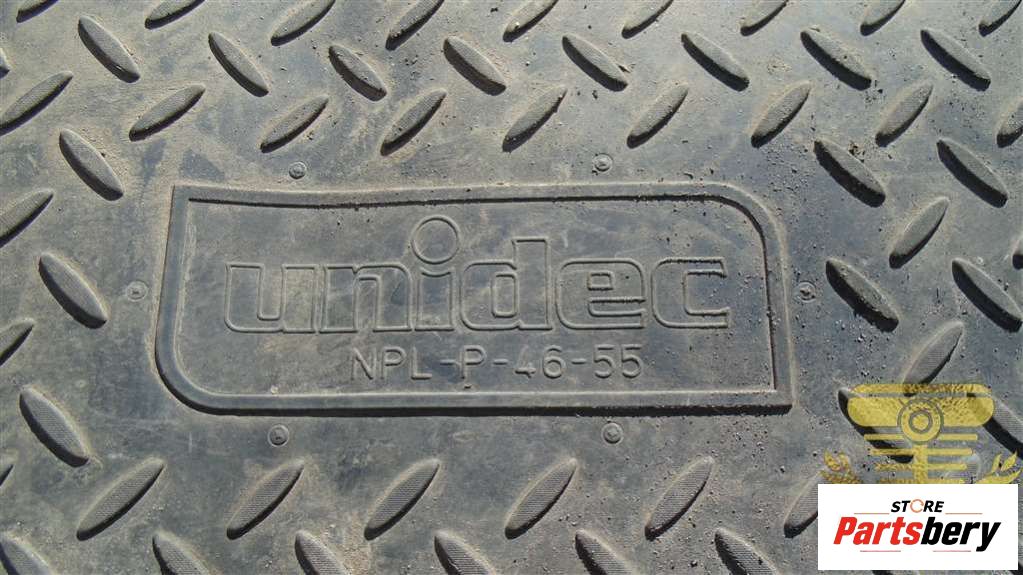 unidec
NPL-P-46-55
STORE
Partsbery